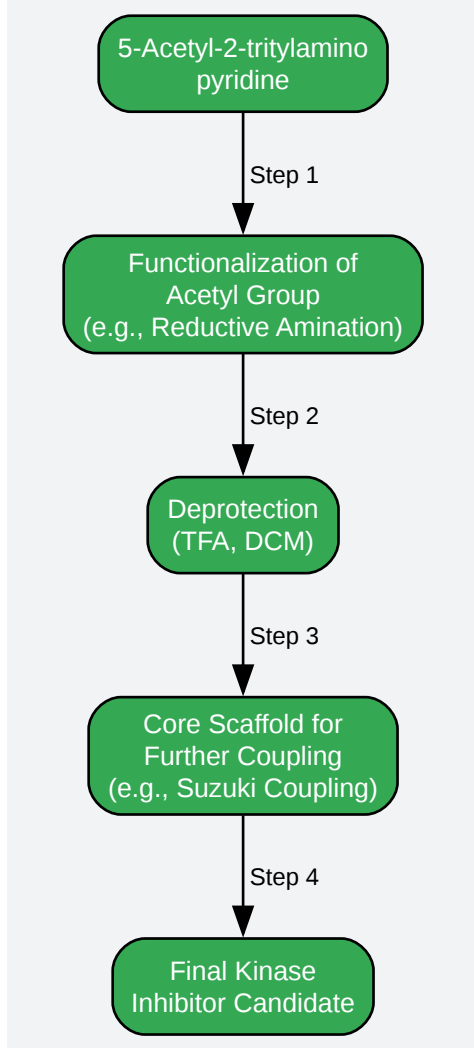 5-Acetyl-2-tritylamino
pyridine
Step 1
Functionalization of
Acetyl Group
(e.g., Reductive Amination)
Step 2
Deprotection
(TFA, DCM)
Step 3
Core Scaffold for
Further Coupling
(e.g., Suzuki Coupling)
Step 4
Final Kinase
Inhibitor Candidate